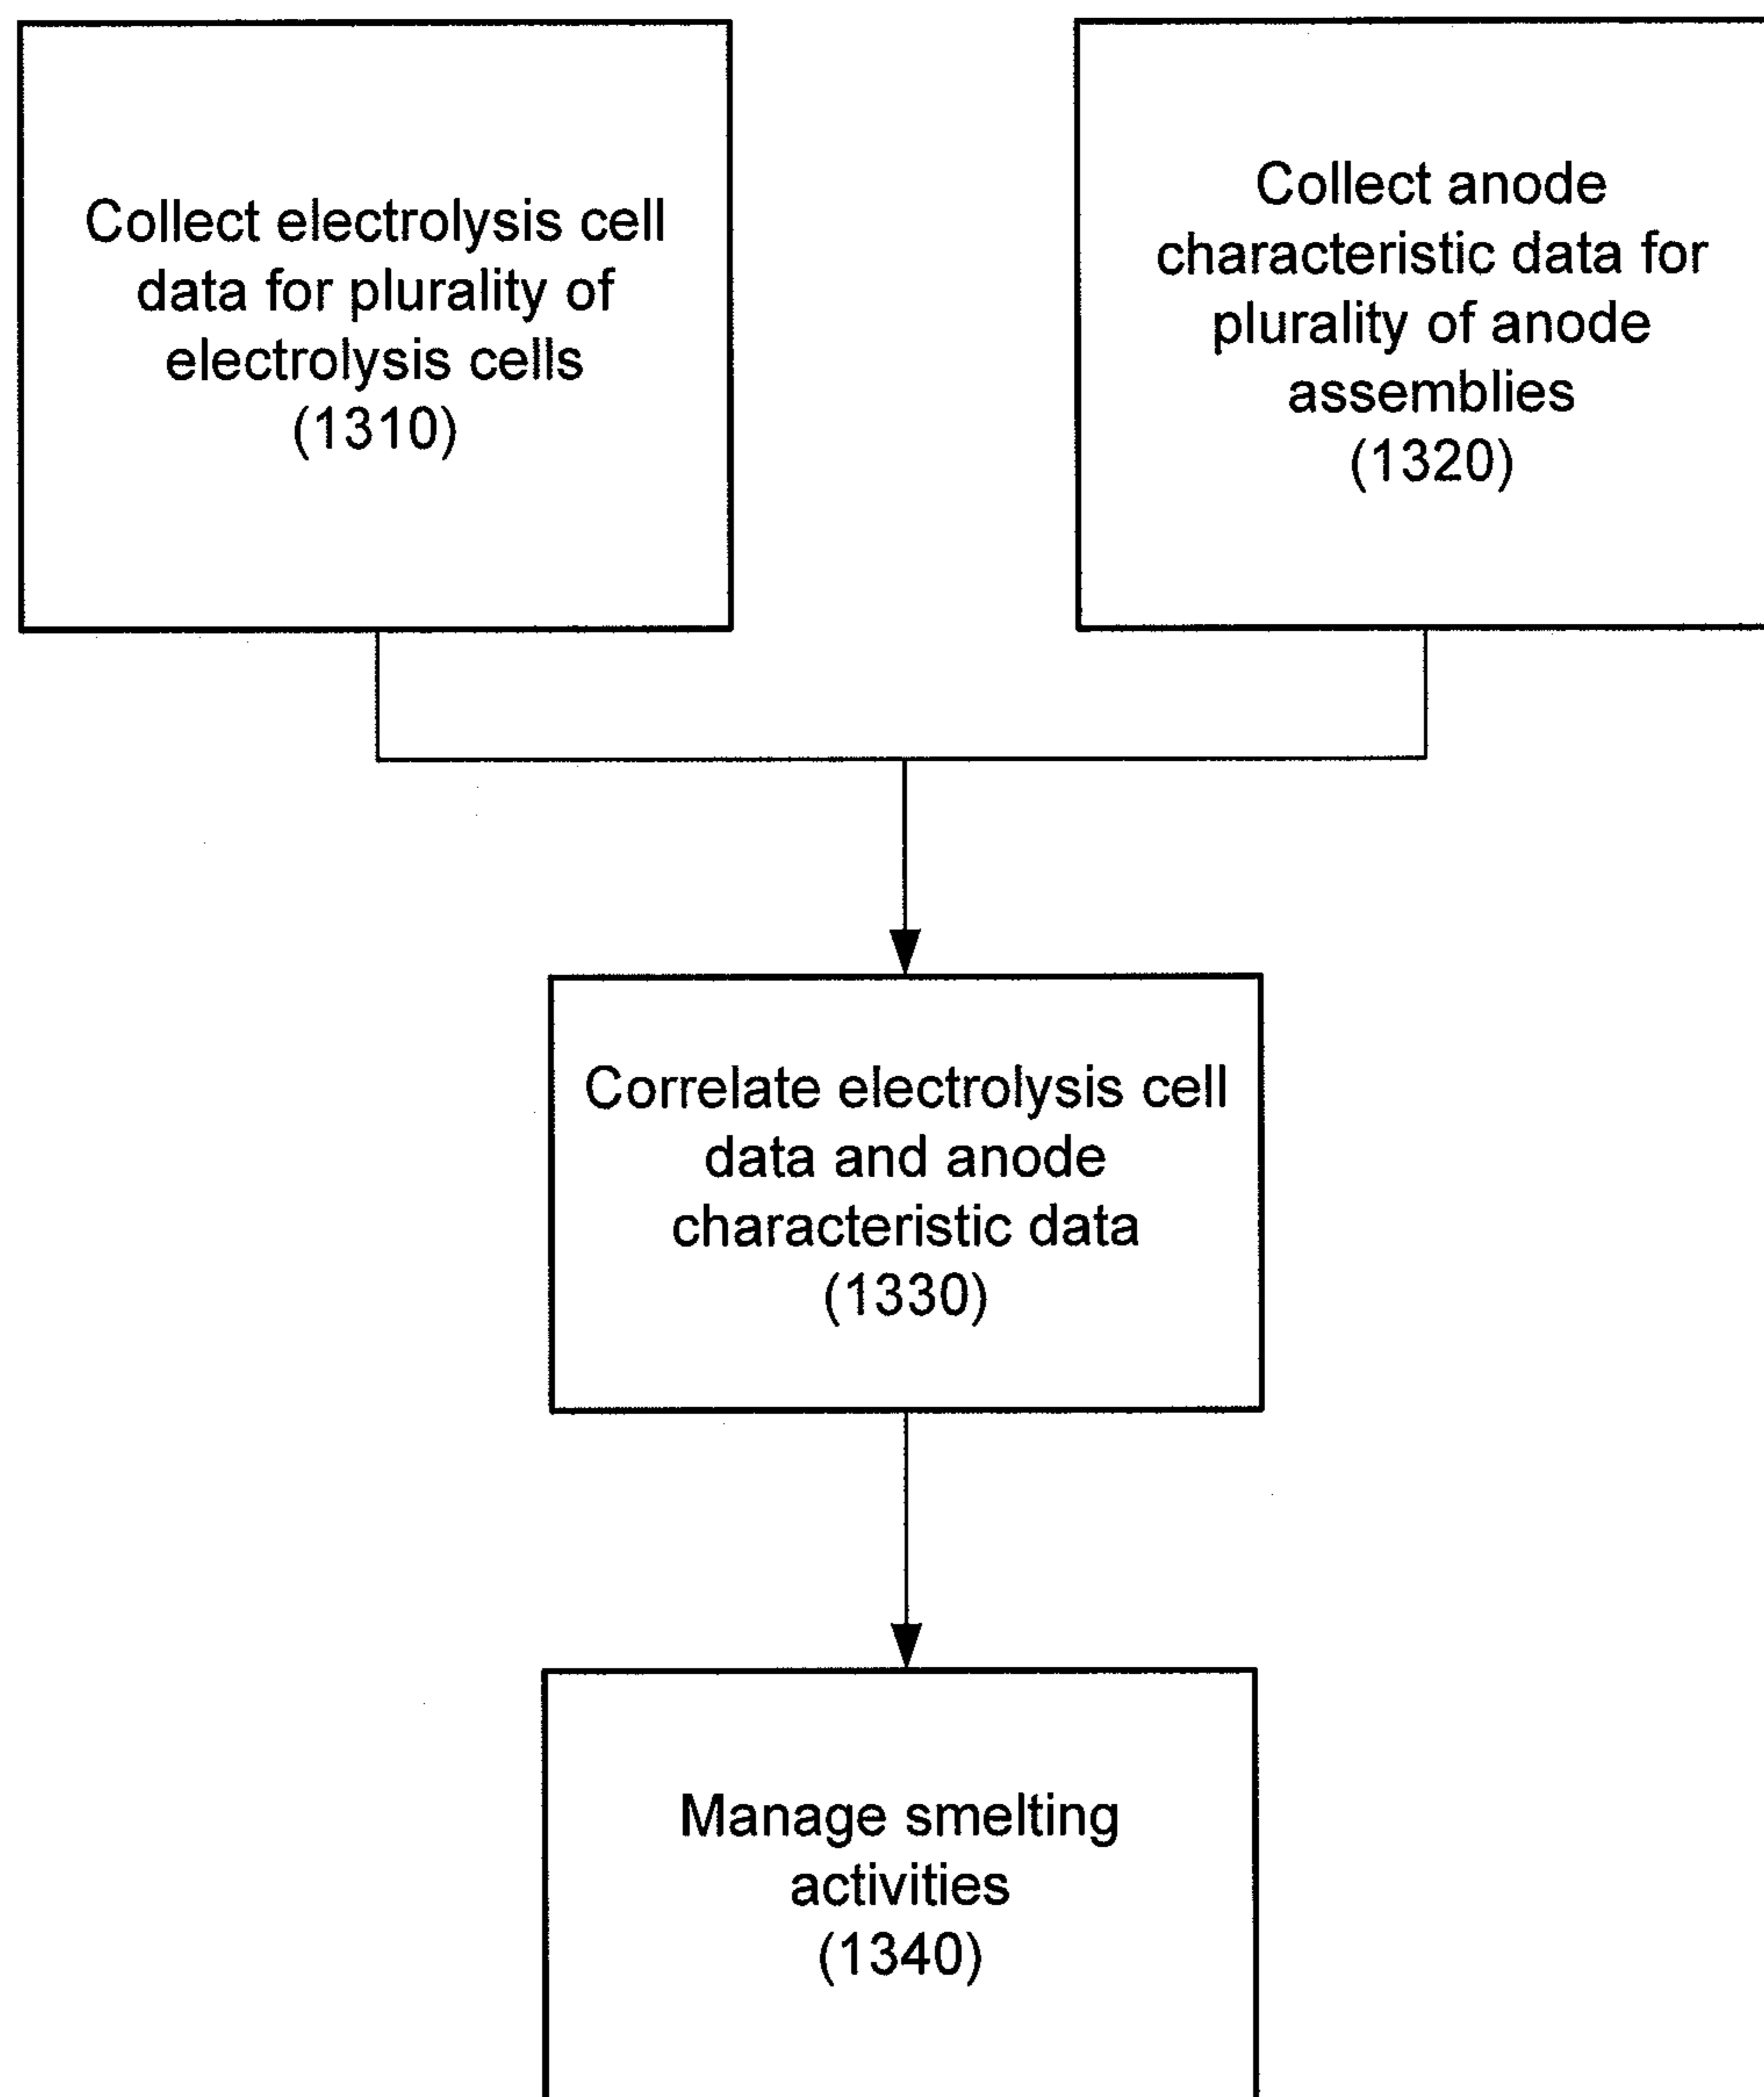 Collect electrolysis cell
data for plurality of
electrolysis cells
(1310)
Collect anode
characteristic data for
plurality of anode
assemblies
(1320)
Correlate electrolysis cell
data and anode
characteristic data
(1330)
Manage smelting
activities
(1340)